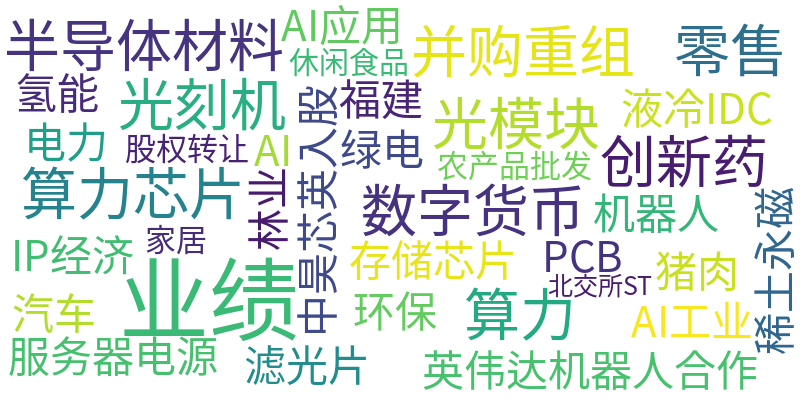 半导体材料
AI应用
休闲食品
并购重组
零售
氢能
光刻机
入股
福建
光模块
液冷IDC
电力
股权转让
AI
绿电
农产品批发
创新药
算力芯片
林业
中昊芯英
数字货币
机器人
稀土永磁
IP经济
家居
业绩
存储芯片
PCB
北交所ST
猪肉
汽车
环保
算力
AI工业
服务器电源
滤光片
英伟达机器人合作